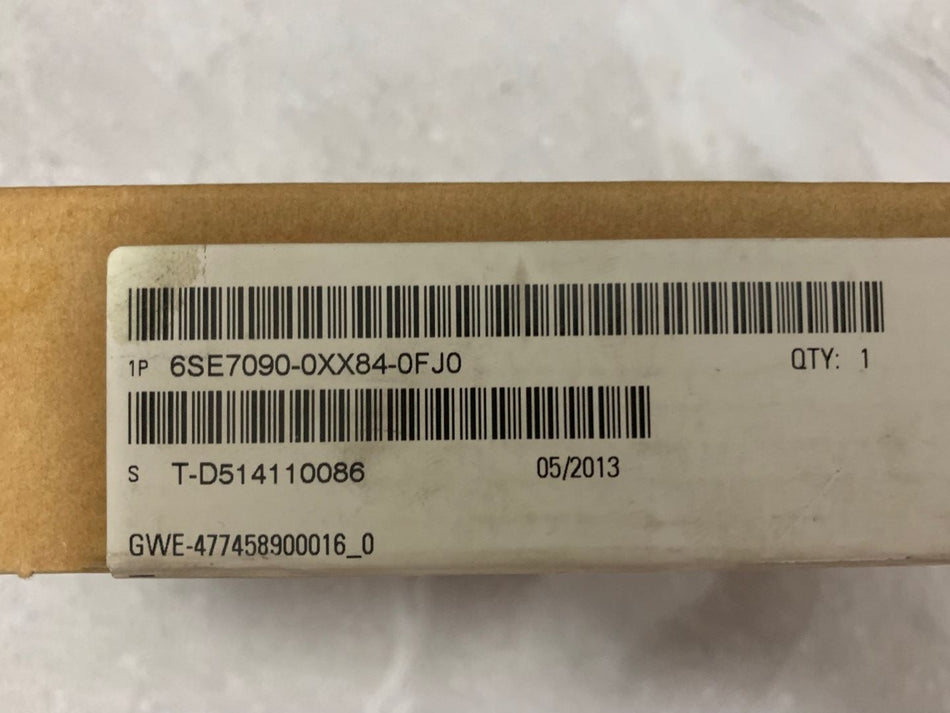 1P 6SE7090-0XX84-0FJ0 QTY: 1
S T-D514110086 05/2013
GWE-477458900016_0